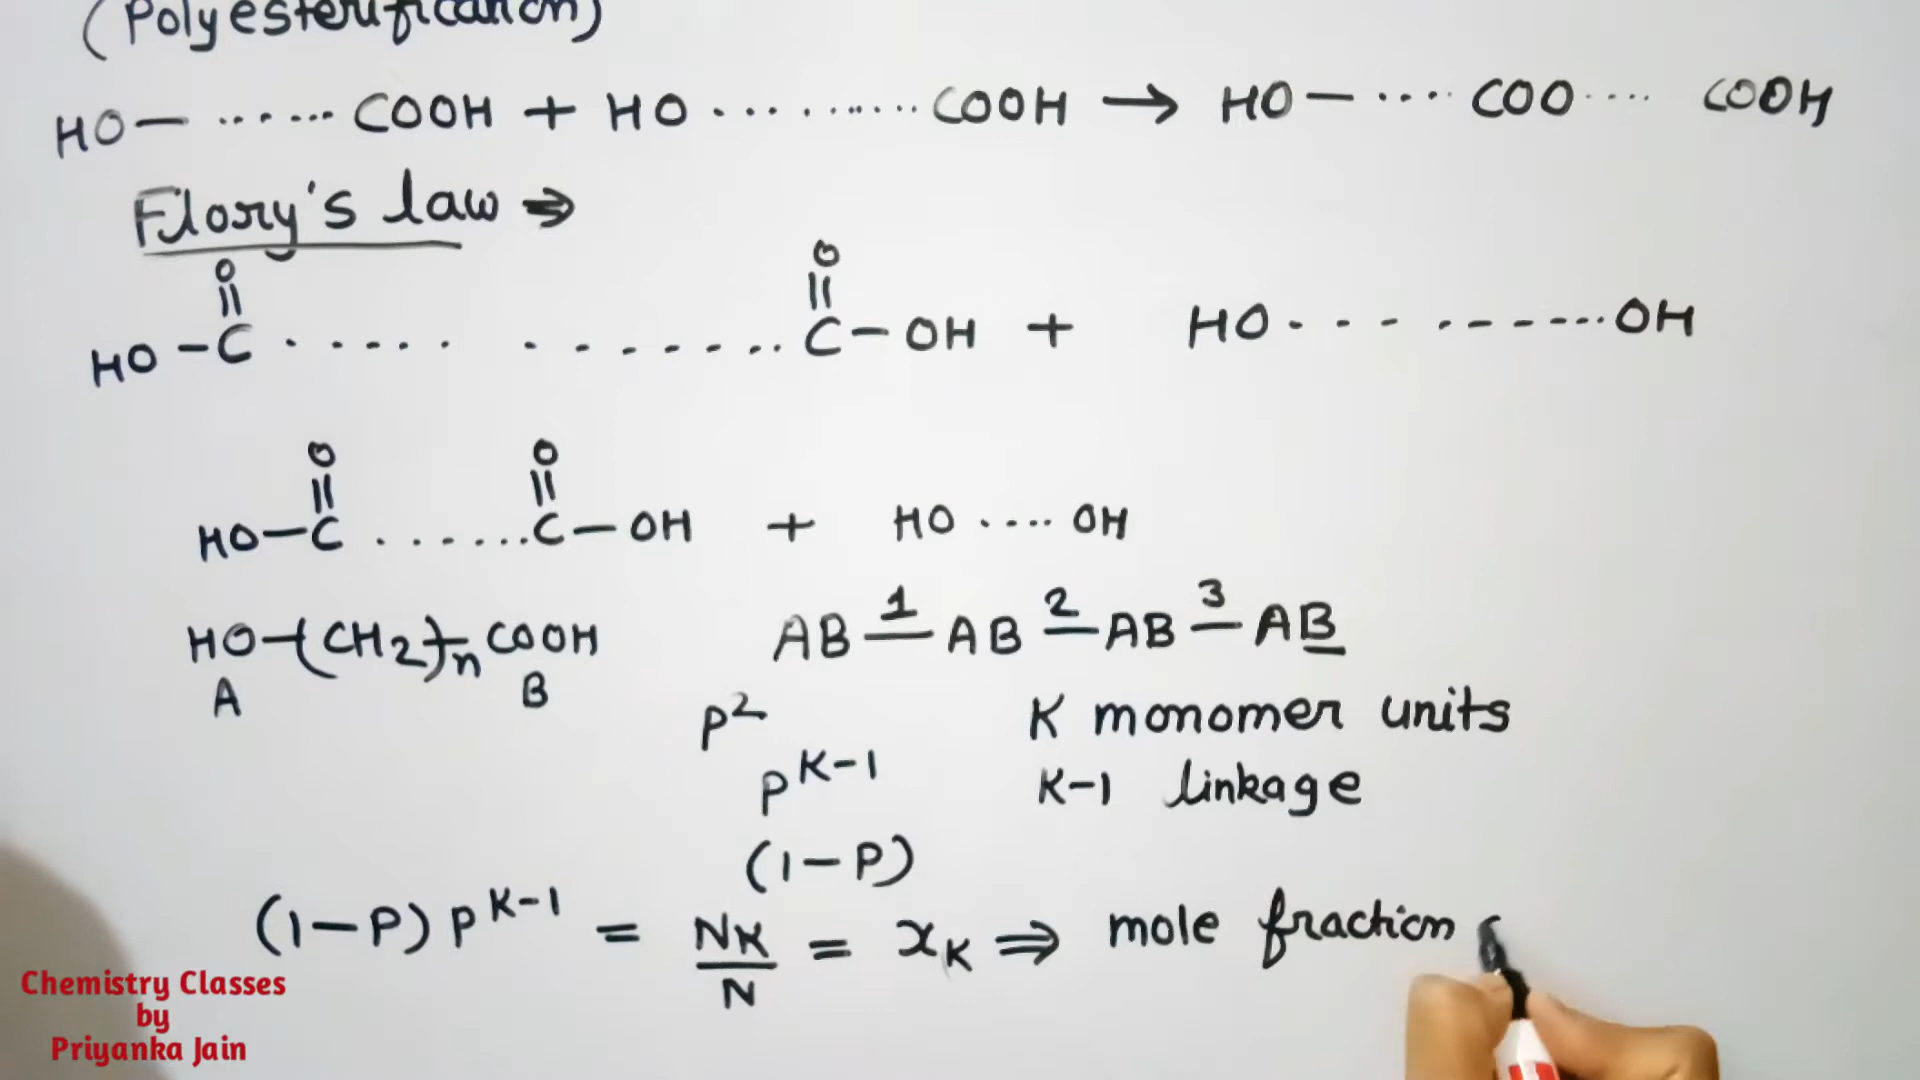 (Polyesterification)
HO— ...... COOH + HO .......... COOH → HO— .... COO .... COOH
Flory's law ⇒
O O
|| ||
HO—C ..... ........ C—OH + HO. - - - - - - - ... OH
O O
|| ||
HO—C ....... C—OH + HO .... OH
HO—(CH2)n COOH AB —1— AB —2— AB —3— AB
A B
P² K monomer units
P^K-1 K-1 linkage
(1-P)
(1-P) P^K-1 = NK/N = xK ⇒ mole fraction
Chemistry Classes
by
Priyanka Jain